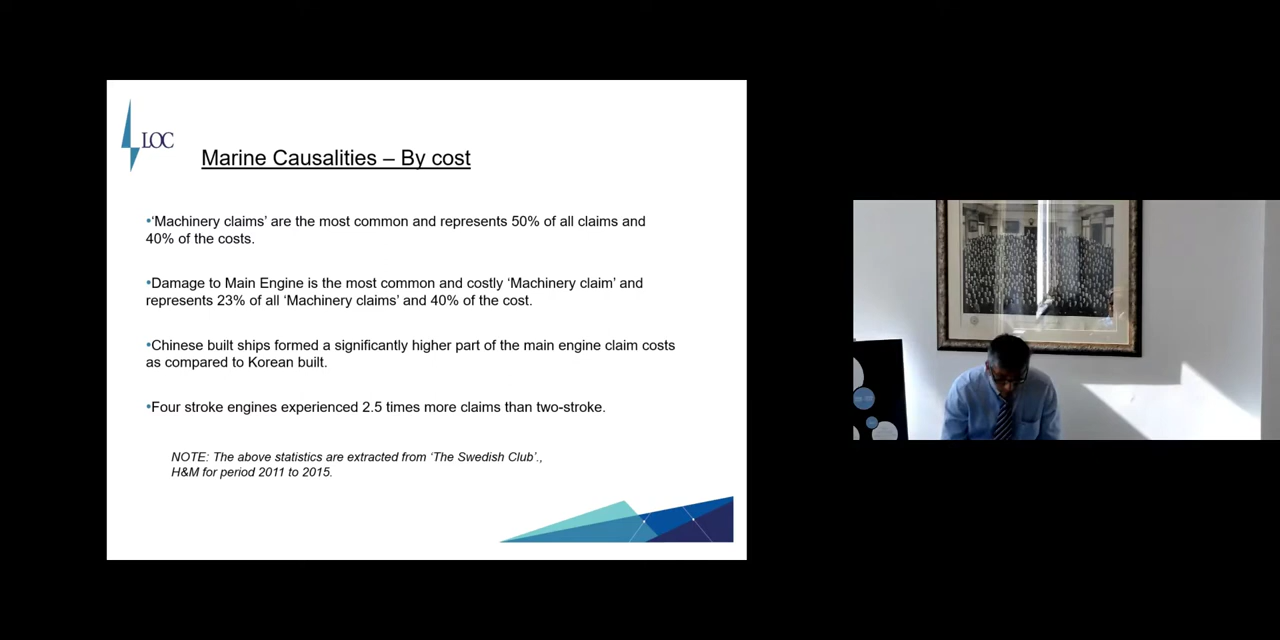 LOC
Marine Causalities – By cost
•‘Machinery claims’ are the most common and represents 50% of all claims and
40% of the costs.
•Damage to Main Engine is the most common and costly ‘Machinery claim’ and
represents 23% of all ‘Machinery claims’ and 40% of the cost.
•Chinese built ships formed a significantly higher part of the main engine claim costs
as compared to Korean built.
•Four stroke engines experienced 2.5 times more claims than two-stroke.
NOTE: The above statistics are extracted from ‘The Swedish Club’.,
H&M for period 2011 to 2015.